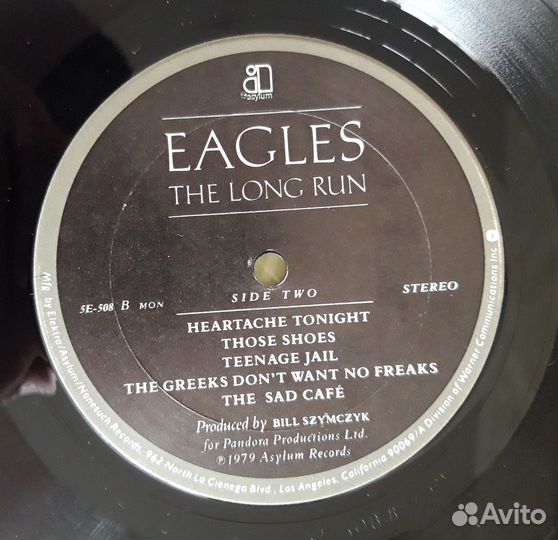 asylum
EAGLES
THE LONG RUN
SIDE TWO
5E-508 B MON
STEREO
HEARTACHE TONIGHT
THOSE SHOES
TEENAGE JAIL
THE GREEKS DON'T WANT NO FREAKS
THE SAD CAFÉ
Produced by BILL SZYMCZYK
for Pandora Productions Ltd.
℗ 1979 Asylum Records
Mfg. by Elektra/Asylum/Nonesuch Records, 962 North La Cienega Blvd., Los Angeles, California 90069/A Division of Warner Communications Inc.
Avito